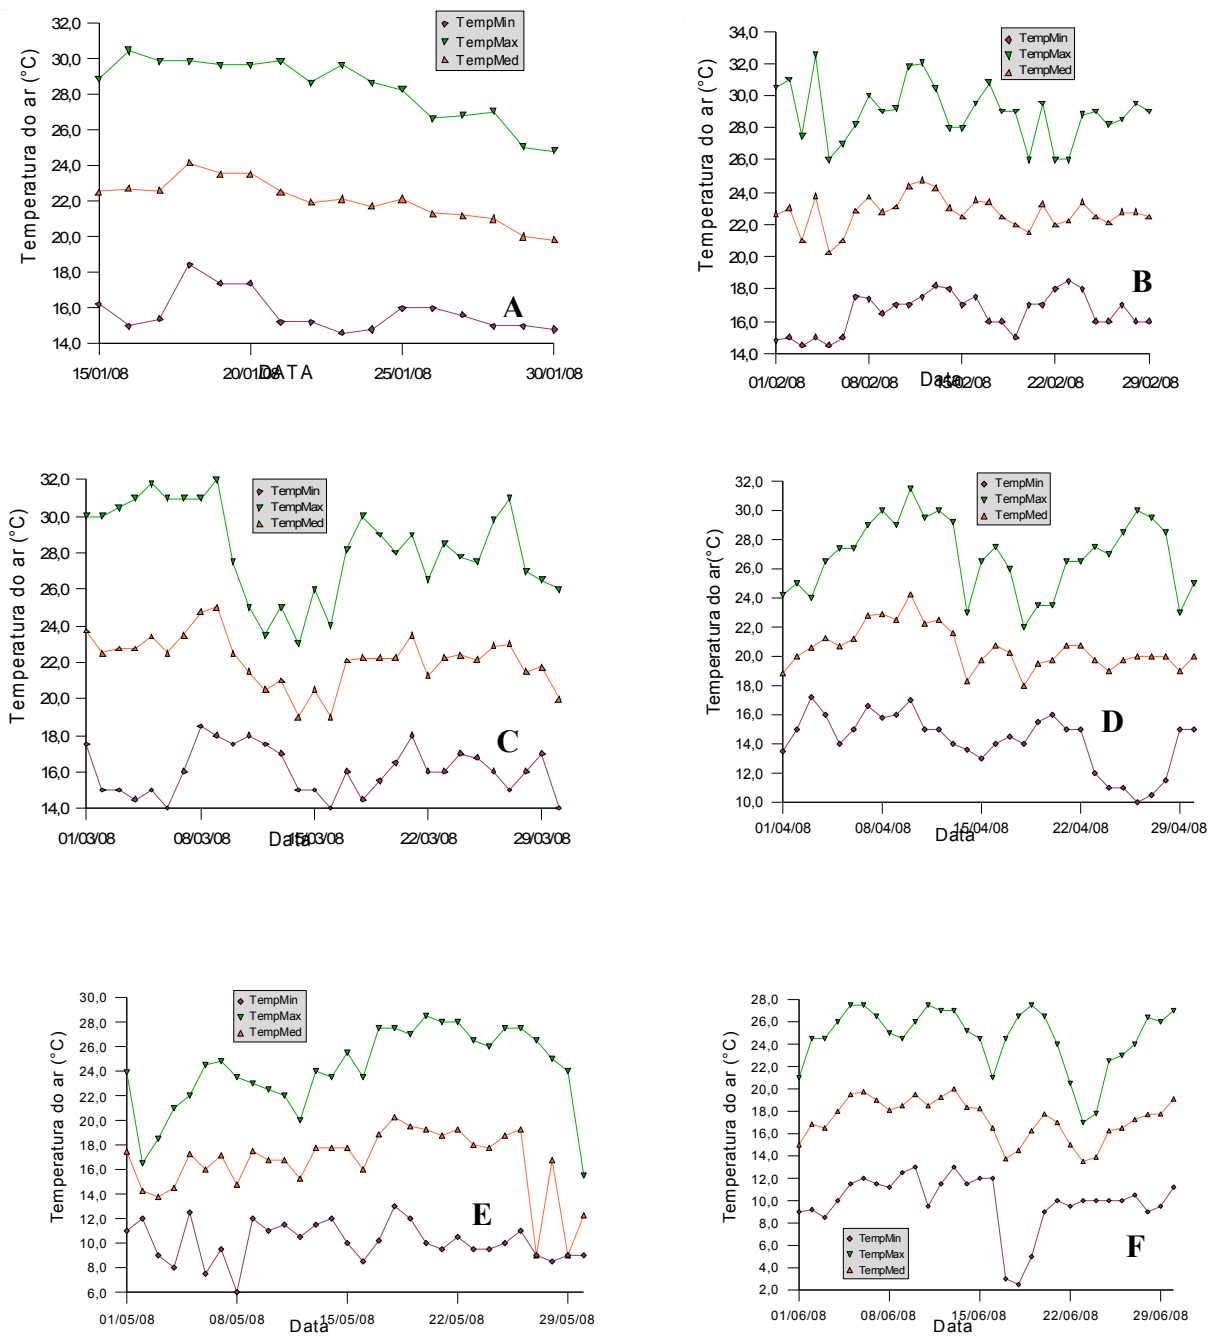 TempMin
TempMax
TempMed
Temperatura do ar (°C)
32,0
30,0
28,0
26,0
24,0
22,0
20,0
18,0
16,0
14,0
A
15/01/08
20/01/08
25/01/08
30/01/08
DATA
TempMin
TempMax
TempMed
Temperatura do ar (°C)
34,0
32,0
30,0
28,0
26,0
24,0
22,0
20,0
18,0
16,0
14,0
B
01/02/08
08/02/08
15/02/08
22/02/08
29/02/08
Data
TempMin
TempMax
TempMed
Temperatura do ar (°C)
32,0
30,0
28,0
26,0
24,0
22,0
20,0
18,0
16,0
14,0
C
01/03/08
08/03/08
15/03/08
22/03/08
29/03/08
Data
TempMin
TempMax
TempMed
Temperatura do ar(°C)
32,0
30,0
28,0
26,0
24,0
22,0
20,0
18,0
16,0
14,0
12,0
10,0
D
01/04/08
08/04/08
15/04/08
22/04/08
29/04/08
Data
TempMin
TempMax
TempMed
Temperatura do ar (°C)
30,0
28,0
26,0
24,0
22,0
20,0
18,0
16,0
14,0
12,0
10,0
8,0
6,0
E
01/05/08
08/05/08
15/05/08
22/05/08
29/05/08
Data
Temperatura do ar (°C)
28,0
26,0
24,0
22,0
20,0
18,0
16,0
14,0
12,0
10,0
8,0
6,0
4,0
2,0
TempMin
TempMax
TempMed
F
01/06/08
08/06/08
15/06/08
22/06/08
29/06/08
Data